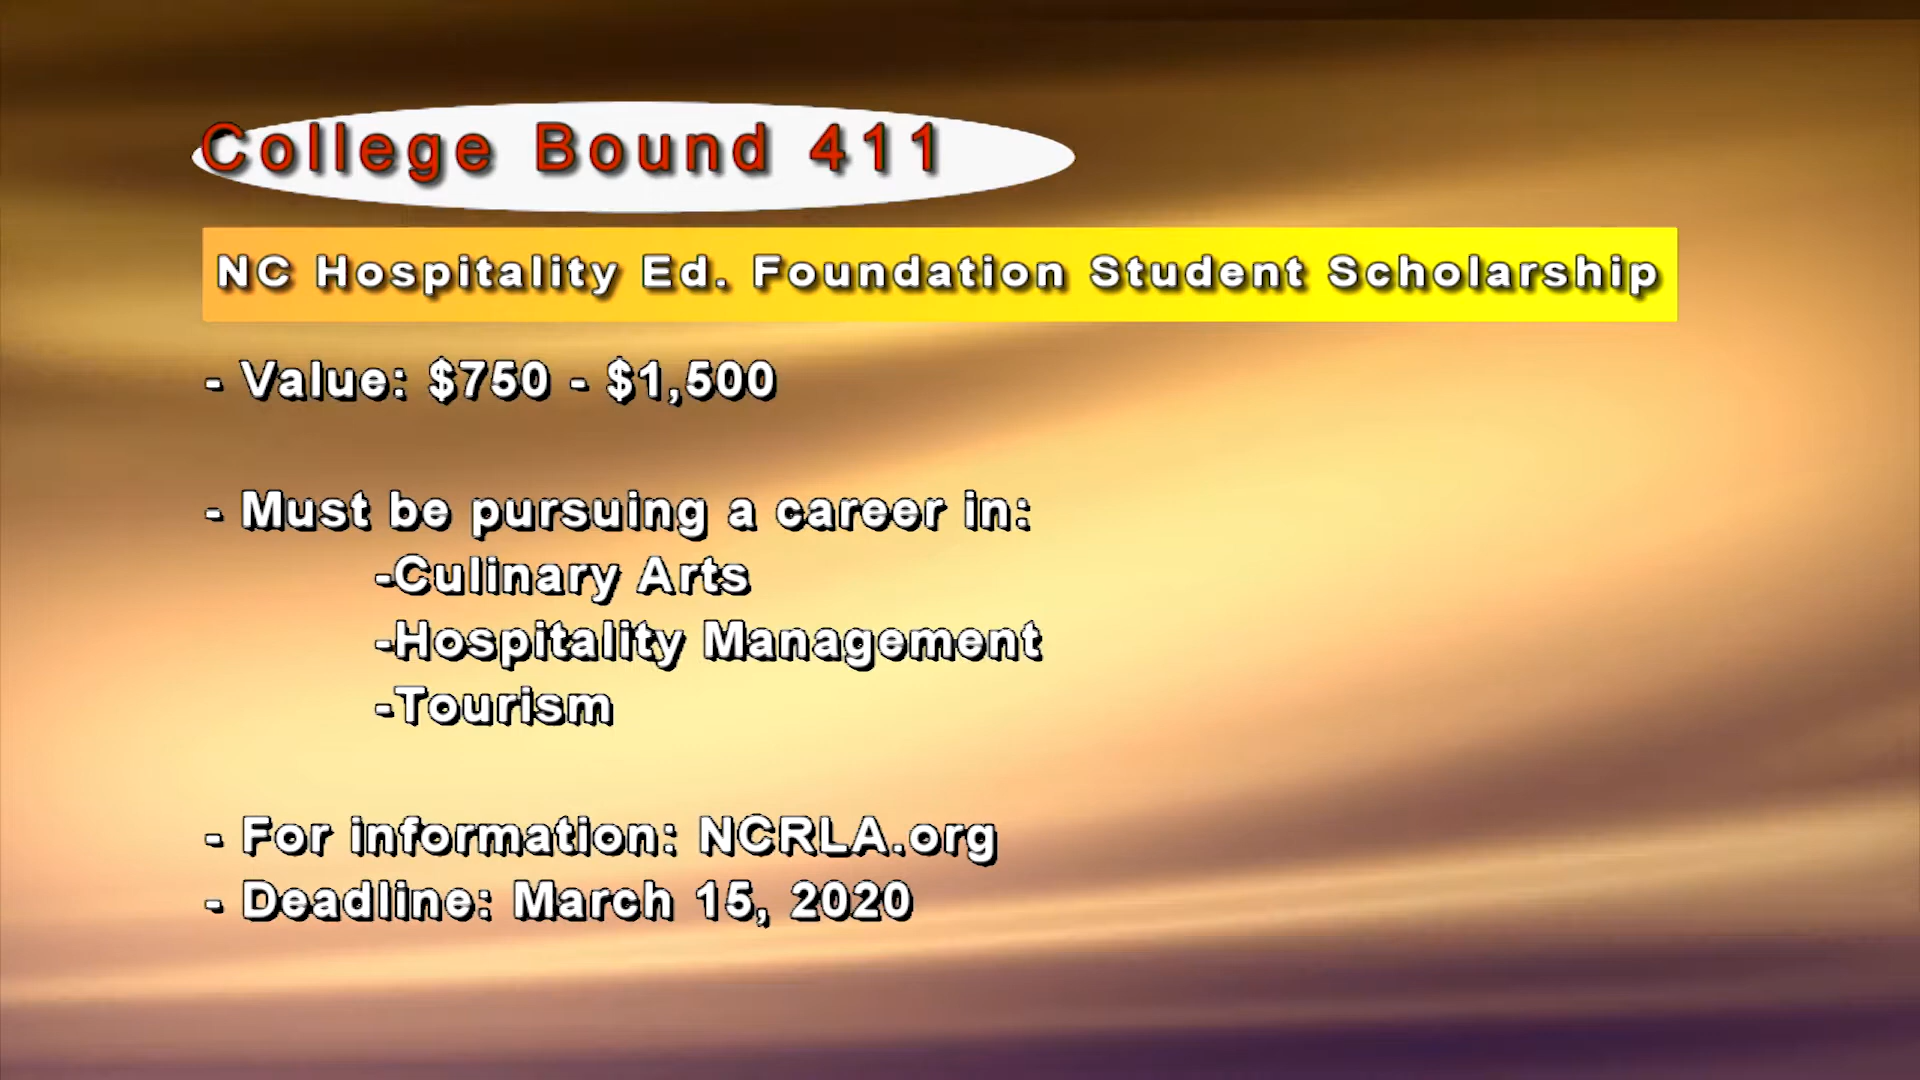 College Bound 411
NC Hospitality Ed. Foundation Student Scholarship
- Value: $750 - $1,500
- Must be pursuing a career in:
-Culinary Arts
-Hospitality Management
-Tourism
- For information: NCRLA.org
- Deadline: March 15, 2020